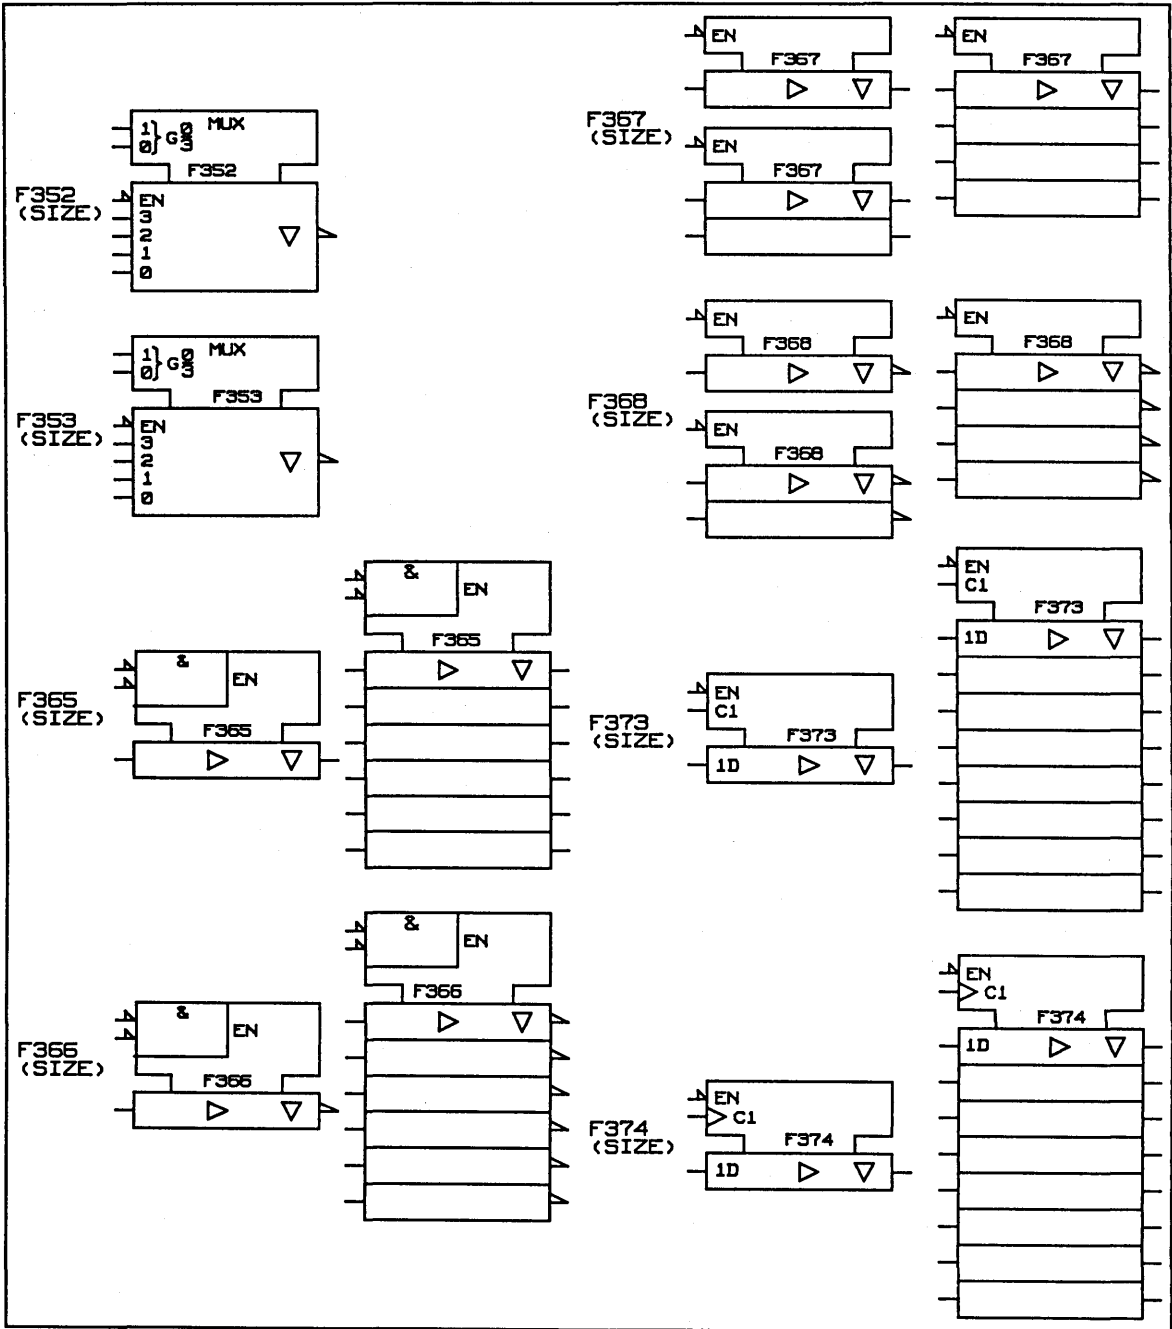 F352
(SIZE)
1
0
} G 0
3
MUX
F352
EN
3
2
1
0
F353
(SIZE)
1
0
} G 0
3
MUX
F353
EN
3
2
1
0
F365
(SIZE)
&
EN
F365
&
EN
F365
F366
(SIZE)
&
EN
F366
&
EN
F366
F367
(SIZE)
EN
F367
EN
F367
EN
F367
F368
(SIZE)
EN
F368
EN
F368
EN
F368
F373
(SIZE)
EN
C1
F373
1D
EN
C1
F373
1D
F374
(SIZE)
EN
C1
F374
1D
EN
C1
F374
1D